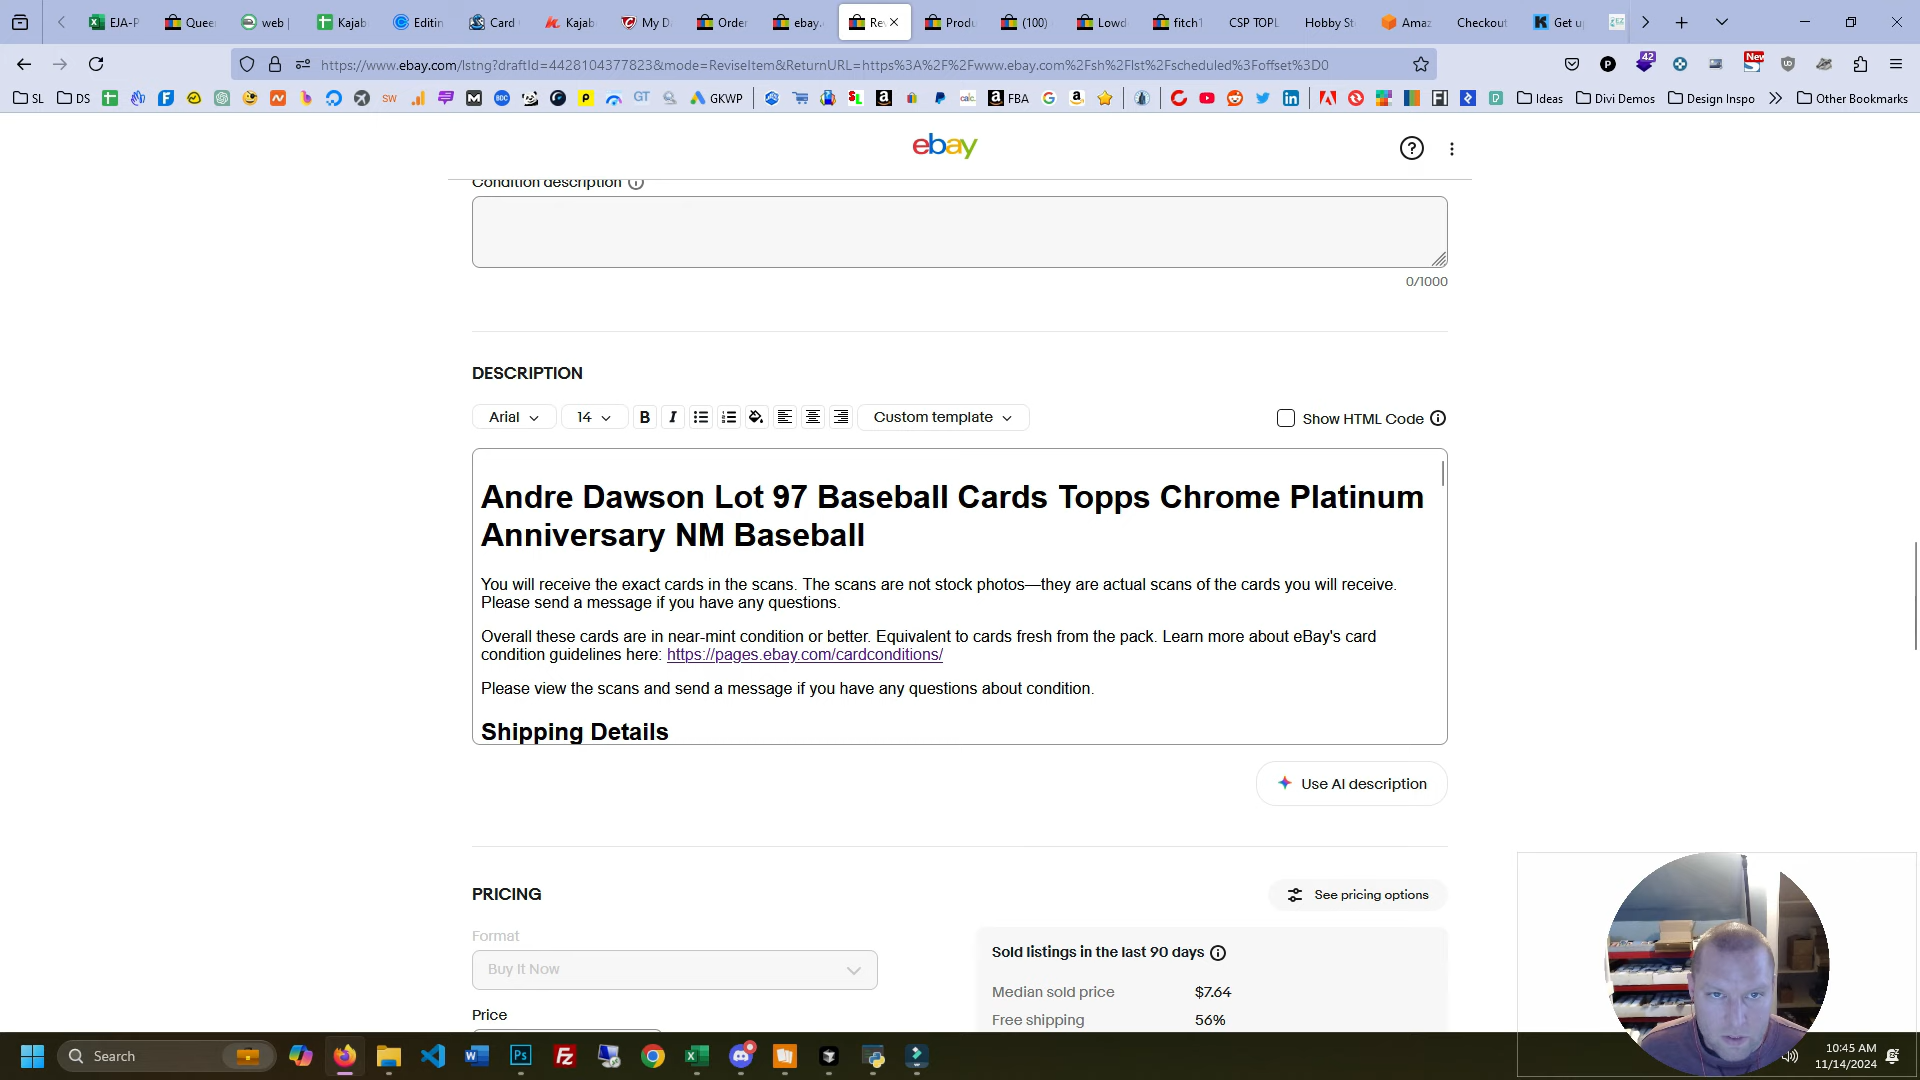 EJA-P
Quee
web |
Kajab
Editin
Card
Kajab
My D
Order
ebay.
Re
Produ
(100)
Lowd
fitch1
CSP TOPL
Hobby St
Amaz
Checkout
Get u
https://www.ebay.com/lstng?draftId=4428104377823&mode=ReviseItem&ReturnURL=https%3A%2F%2Fwww.ebay.com%2Fsh%2Flst%2Fscheduled%3Foffset%3D0
42
New
SL
DS
SW
GT
GKWP
FBA
Ideas
Divi Demos
Design Inspo
Other Bookmarks
ebay
Condition description
0/1000
DESCRIPTION
Arial
14
B
I
Custom template
Show HTML Code
Andre Dawson Lot 97 Baseball Cards Topps Chrome Platinum
Anniversary NM Baseball
You will receive the exact cards in the scans. The scans are not stock photos—they are actual scans of the cards you will receive.
Please send a message if you have any questions.
Overall these cards are in near-mint condition or better. Equivalent to cards fresh from the pack. Learn more about eBay's card
condition guidelines here: https://pages.ebay.com/cardconditions/
Please view the scans and send a message if you have any questions about condition.
Shipping Details
Use AI description
PRICING
See pricing options
Format
Buy It Now
Sold listings in the last 90 days
Median sold price
$7.64
Price
Free shipping
56%
Search
10:45 AM
11/14/2024